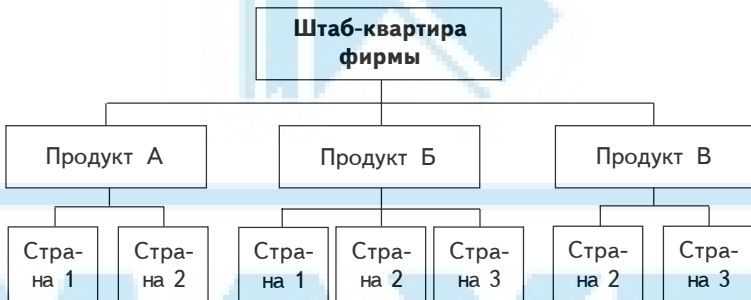 Штаб-квартира
фирмы
Продукт А
Продукт Б
Продукт В
Стра-
на 1
Стра-
на 2
Стра-
на 1
Стра-
на 2
Стра-
на 3
Стра-
на 2
Стра-
на 3